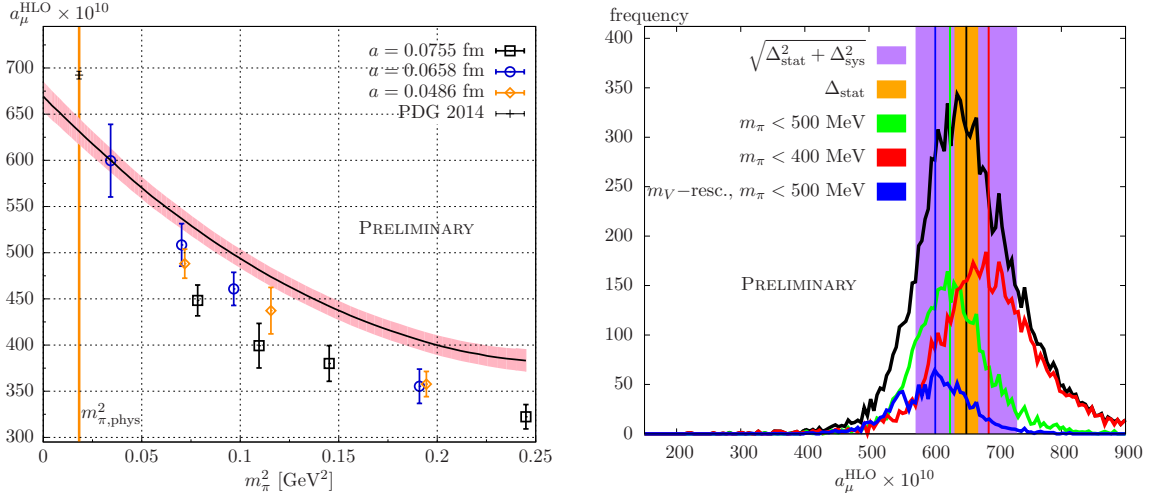 a_μ^HLO × 10^10
a = 0.0755 fm
a = 0.0658 fm
a = 0.0486 fm
PDG 2014
PRELIMINARY
m²_π,phys
700
650
600
550
500
450
400
350
300
0 0.05 0.1 0.15 0.2 0.25
m²_π [GeV²]
frequency
√(Δ²_stat + Δ²_sys)
Δ_stat
m_π < 500 MeV
m_π < 400 MeV
m_V−resc., m_π < 500 MeV
PRELIMINARY
400
350
300
250
200
150
100
50
0
200 300 400 500 600 700 800 900
a_μ^HLO × 10^10